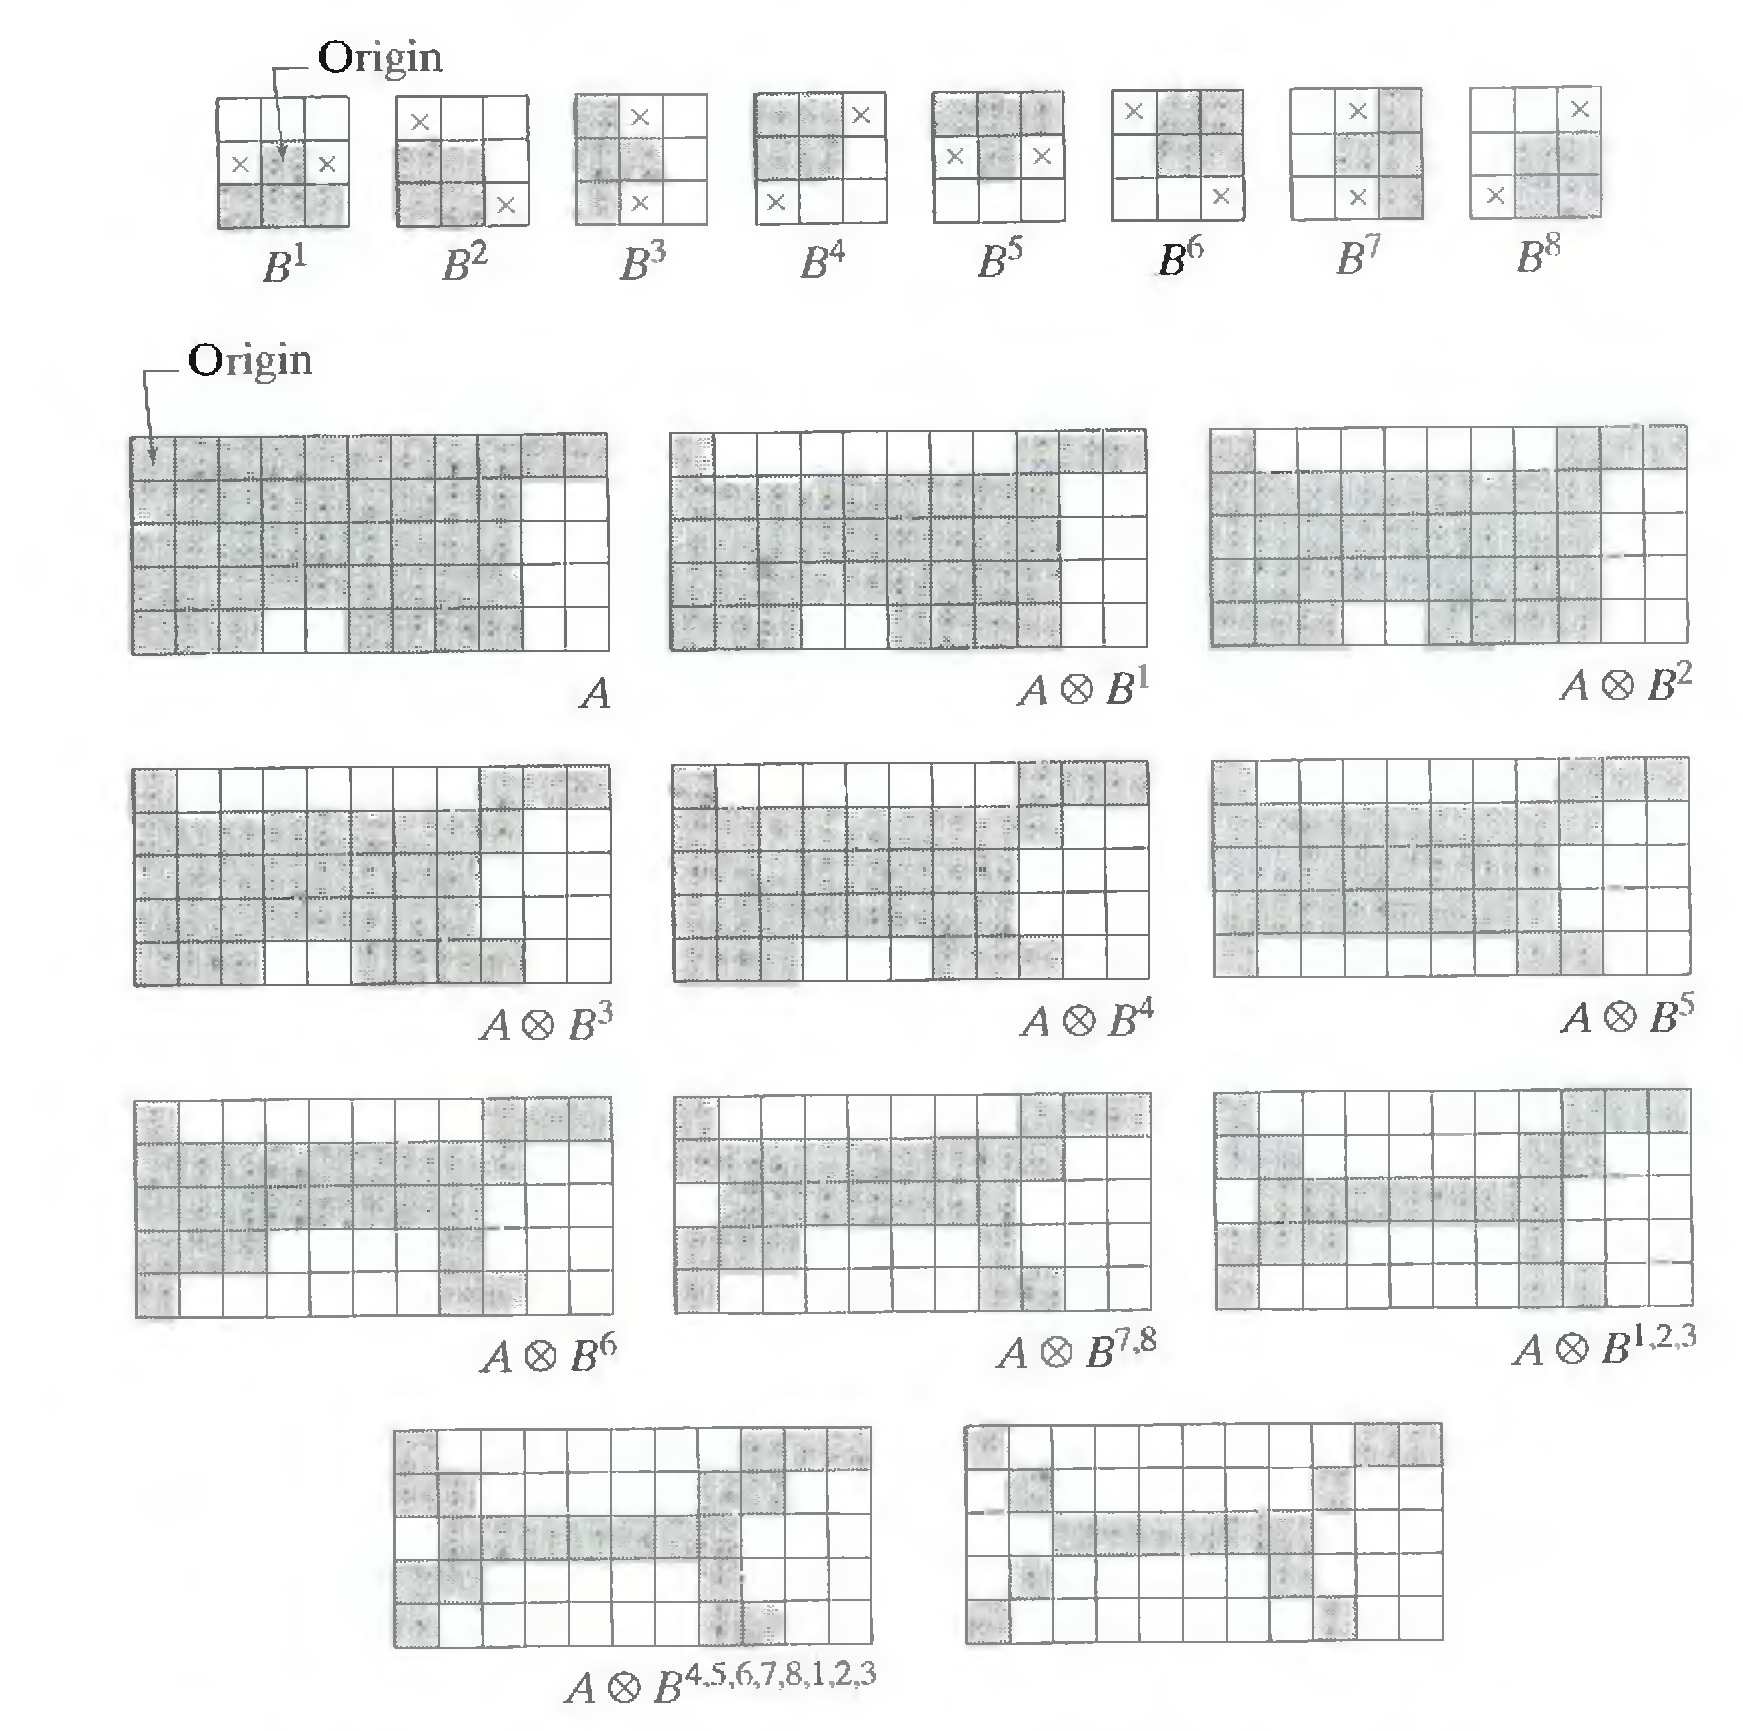 Origin
× × × × × × × × × × × × × × × ×
B¹ B² B³ B⁴ B⁵ B⁶ B⁷ B⁸
Origin
A A ⊗ B¹ A ⊗ B²
A ⊗ B³ A ⊗ B⁴ A ⊗ B⁵
A ⊗ B⁶ A ⊗ B⁷,⁸ A ⊗ B¹,²,³
A ⊗ B⁴,⁵,⁶,⁷,⁸,¹,²,³